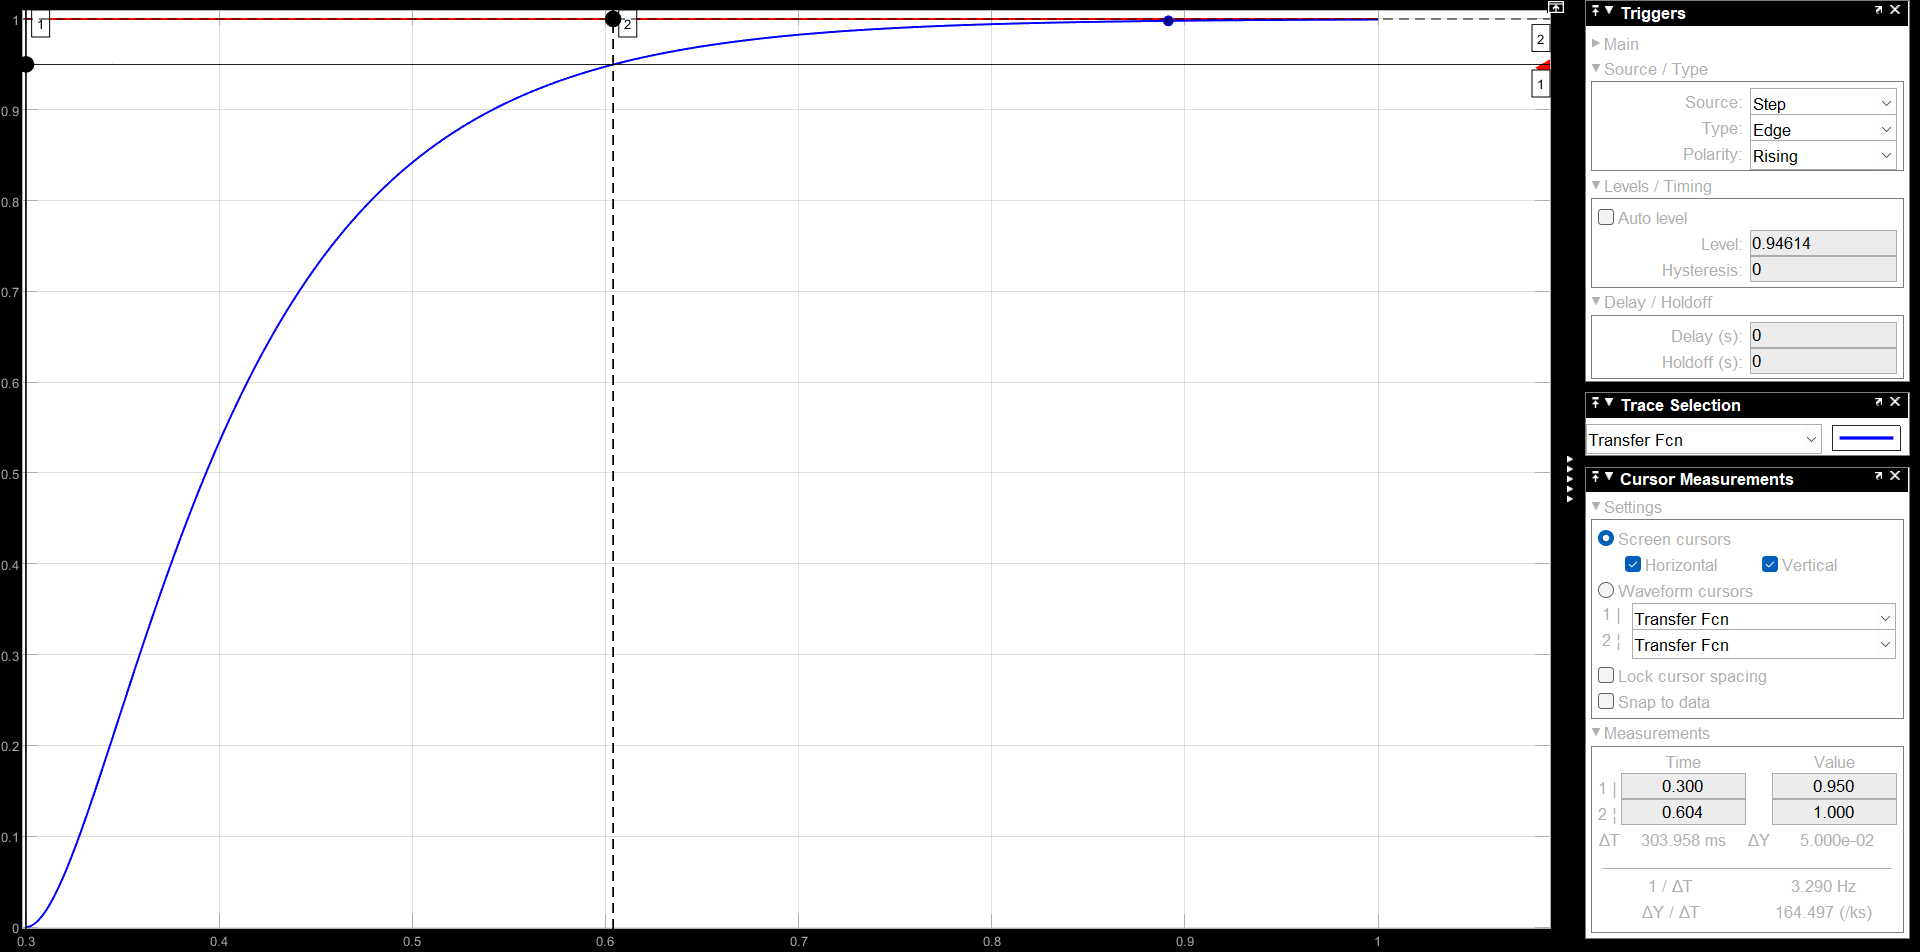 1
0.9
0.8
0.7
0.6
0.5
0.4
0.3
0.2
0.1
0
0.3 0.4 0.5 0.6 0.7 0.8 0.9 1
1
2
2
1
Triggers
Main
Source / Type
Source: Step
Type: Edge
Polarity: Rising
Levels / Timing
Auto level
Level: 0.94614
Hysteresis: 0
Delay / Holdoff
Delay (s): 0
Holdoff (s): 0
Trace Selection
Transfer Fcn
Cursor Measurements
Settings
Screen cursors
Horizontal Vertical
Waveform cursors
1 | Transfer Fcn
2 ¦ Transfer Fcn
Lock cursor spacing
Snap to data
Measurements
Time Value
1 | 0.300 0.950
2 ¦ 0.604 1.000
ΔT 303.958 ms ΔY 5.000e-02
1 / ΔT 3.290 Hz
ΔY / ΔT 164.497 (/ks)